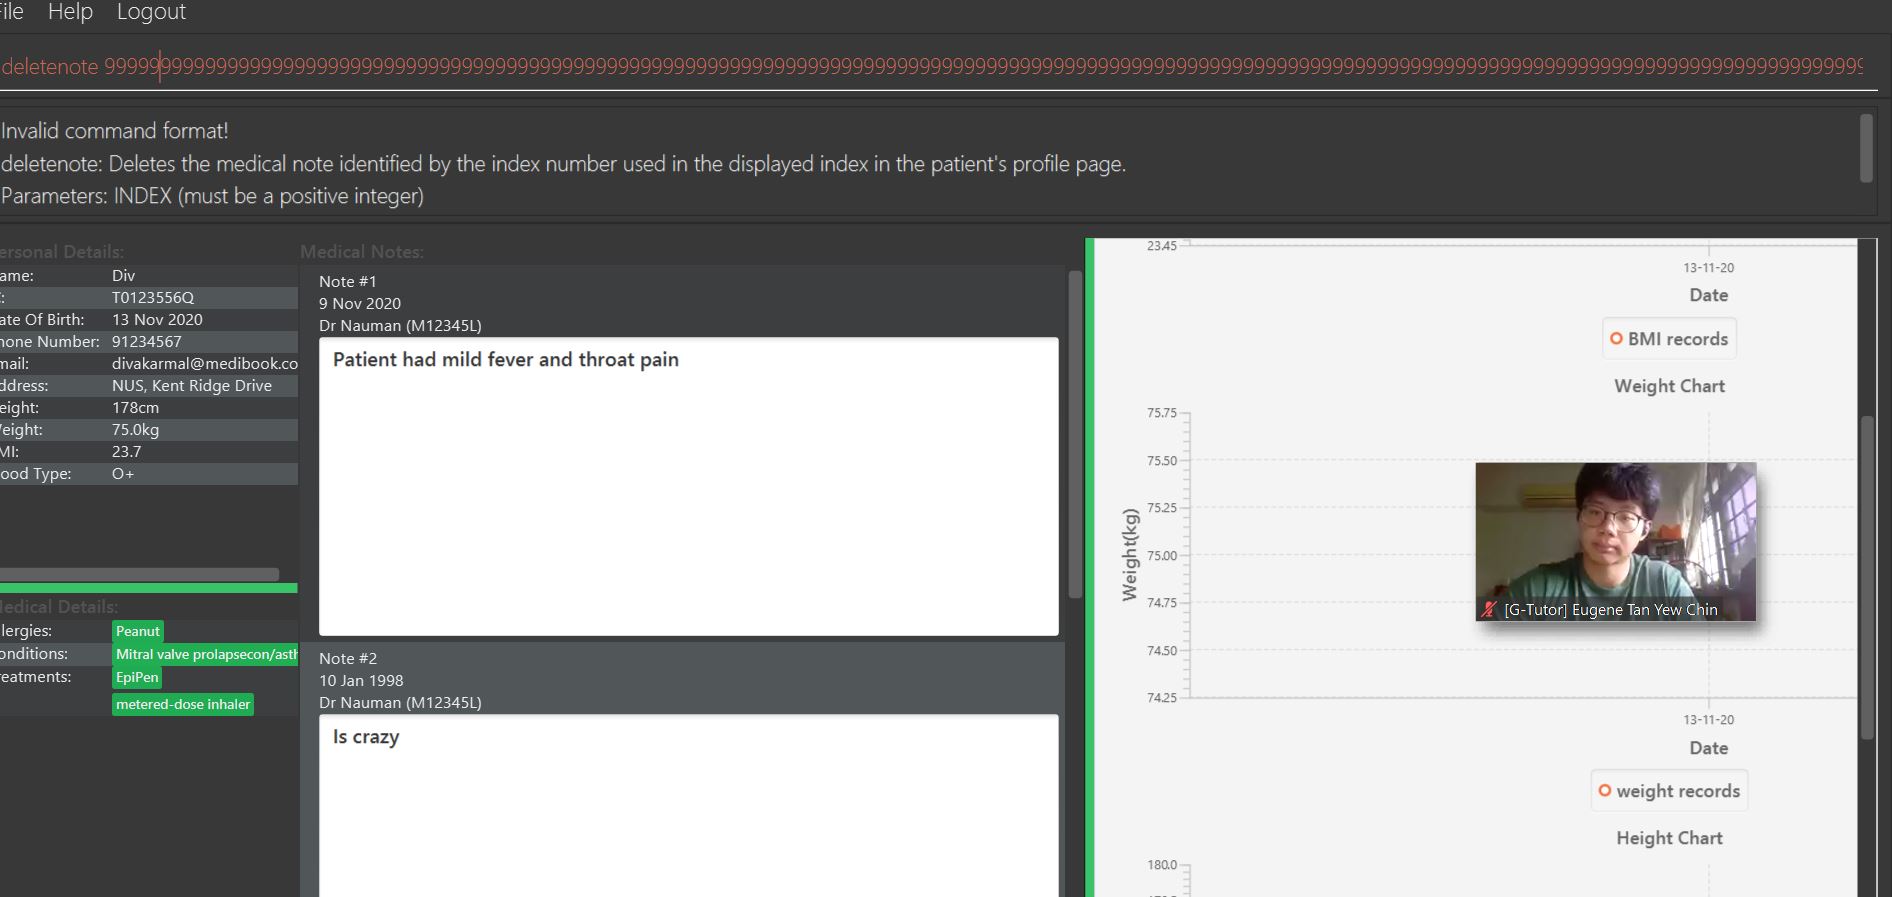 File Help Logout
deletenote 99999999999999999999999999999999999999999999999999999999999999999999999999999999999999999999999999999999999999999999999999999999999999999999999999999999999
Invalid command format!
deletenote: Deletes the medical note identified by the index number used in the displayed index in the patient's profile page.
Parameters: INDEX (must be a positive integer)
ersonal Details:
ame: Div
: T0123556Q
ate Of Birth: 13 Nov 2020
hone Number: 91234567
mail: divakarmal@medibook.co
ddress: NUS, Kent Ridge Drive
eight: 178cm
eight: 75.0kg
MI: 23.7
ood Type: O+
edical Details:
lergies: Peanut
onditions: Mitral valve prolapsecon/asth
reatments: EpiPen
metered-dose inhaler
Medical Notes:
Note #1
9 Nov 2020
Dr Nauman (M12345L)
Patient had mild fever and throat pain
Note #2
10 Jan 1998
Dr Nauman (M12345L)
Is crazy
23.45
13-11-20
Date
BMI records
Weight Chart
75.75
75.50
75.25
75.00
74.75
74.50
74.25
Weight(kg)
13-11-20
Date
weight records
Height Chart
180.0
[G-Tutor] Eugene Tan Yew Chin